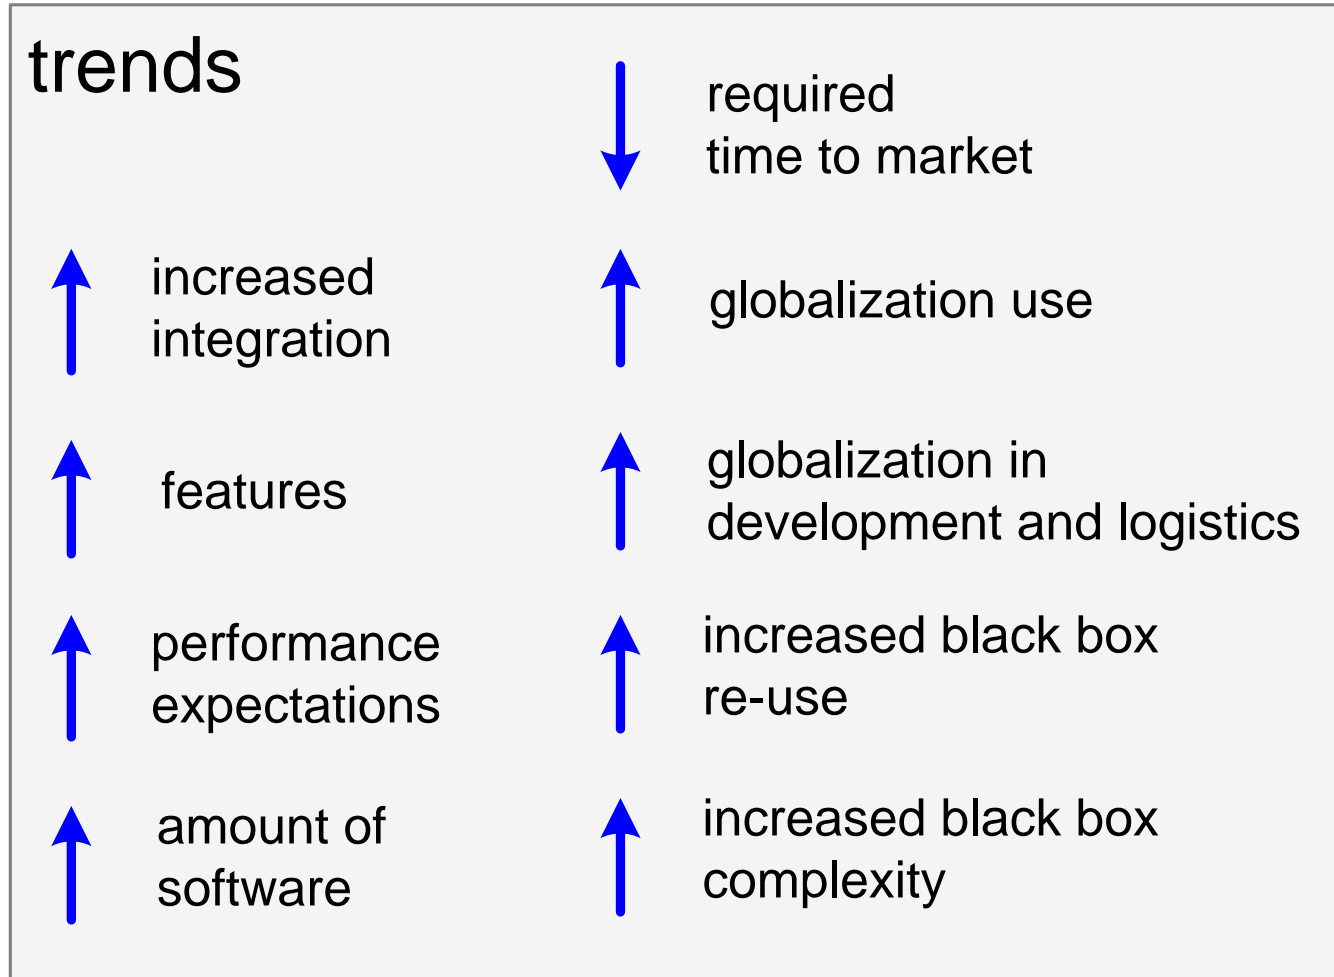 trends
increased
integration
features
performance
expectations
amount of
software
required
time to market
globalization use
globalization in
development and logistics
increased black box
re-use
increased black box
complexity